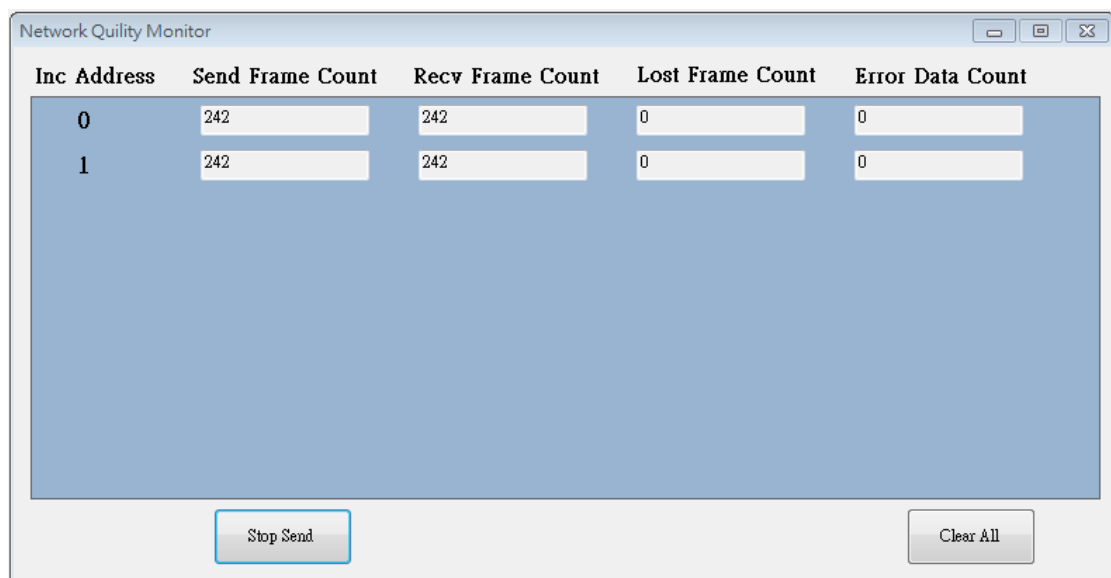 Network Quility Monitor
Inc Address Send Frame Count Recv Frame Count Lost Frame Count Error Data Count
0 242 242 0 0
1 242 242 0 0
Stop Send Clear All